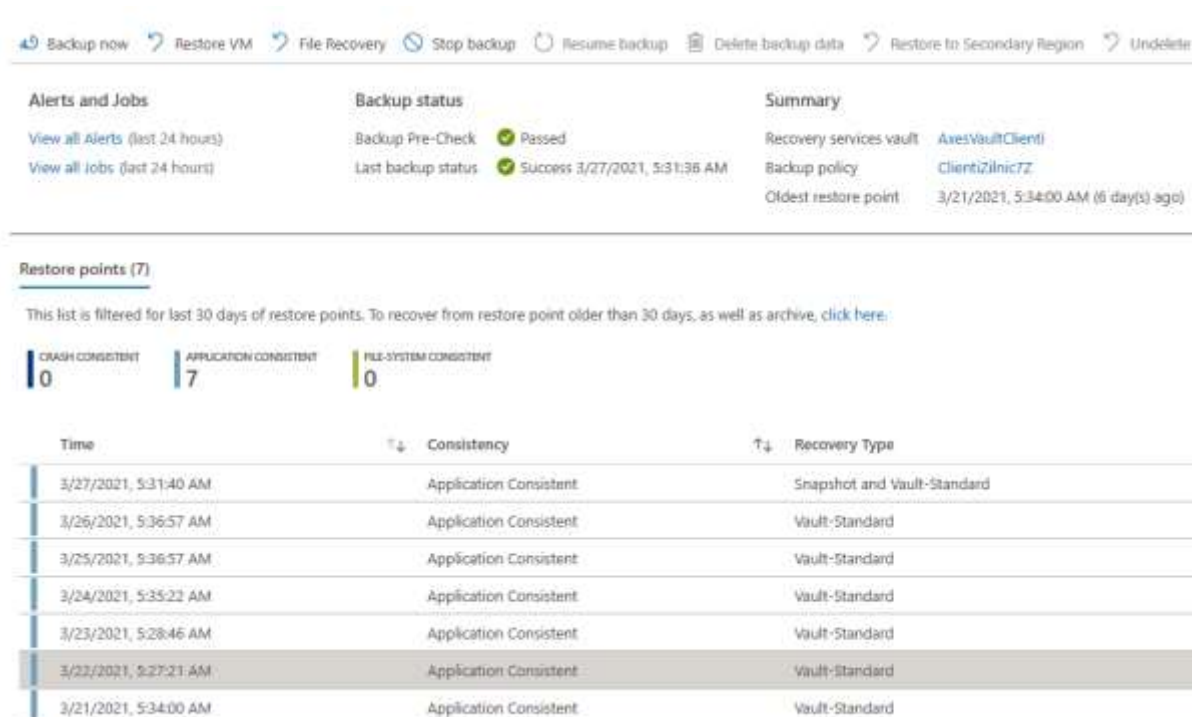 Backup now Restore VM File Recovery Stop backup Resume backup Delete backup data Restore to Secondary Region Undelete
Alerts and Jobs Backup status Summary
View all Alerts (last 24 hours) Backup Pre-Check Passed Recovery services vault AxesVaultClienti
View all Jobs (last 24 hours) Last backup status Success 3/27/2021, 5:31:36 AM Backup policy ClientiZilnic7Z
Oldest restore point 3/21/2021, 5:34:00 AM (6 day(s) ago)
Restore points (7)
This list is filtered for last 30 days of restore points. To recover from restore point older than 30 days, as well as archive, click here.
CRASH CONSISTENT APPLICATION CONSISTENT FILE-SYSTEM CONSISTENT
0 7 0
Time Consistency Recovery Type
3/27/2021, 5:31:40 AM Application Consistent Snapshot and Vault-Standard
3/26/2021, 5:36:57 AM Application Consistent Vault-Standard
3/25/2021, 5:36:57 AM Application Consistent Vault-Standard
3/24/2021, 5:35:22 AM Application Consistent Vault-Standard
3/23/2021, 5:28:46 AM Application Consistent Vault-Standard
3/22/2021, 5:27:21 AM Application Consistent Vault-Standard
3/21/2021, 5:34:00 AM Application Consistent Vault-Standard